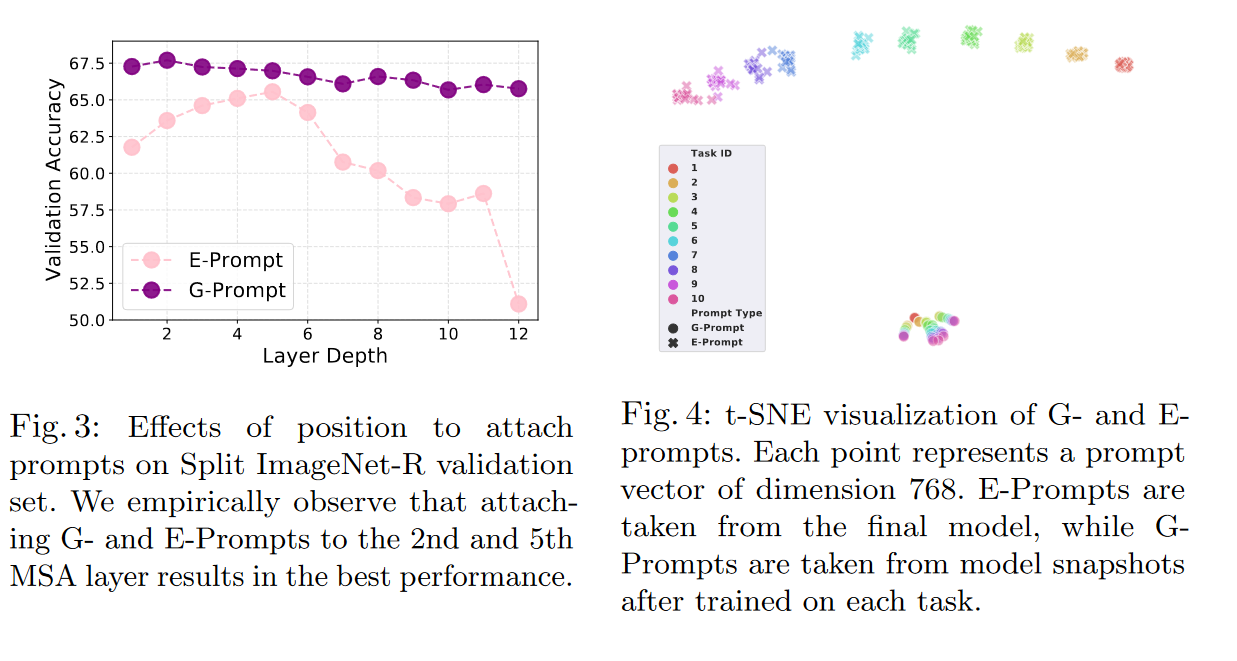 67.5
65.0
62.5
60.0
57.5
55.0
52.5
50.0
Validation Accuracy
E-Prompt
G-Prompt
2
4
6
8
10
12
Layer Depth
Task ID
1
2
3
4
5
6
7
8
9
10
Prompt Type
G-Prompt
E-Prompt
Fig. 3: Effects of position to attach
prompts on Split ImageNet-R validation
set. We empirically observe that attach-
ing G- and E-Prompts to the 2nd and 5th
MSA layer results in the best performance.
Fig. 4: t-SNE visualization of G- and E-
prompts. Each point represents a prompt
vector of dimension 768. E-Prompts are
taken from the final model, while G-
Prompts are taken from model snapshots
after trained on each task.